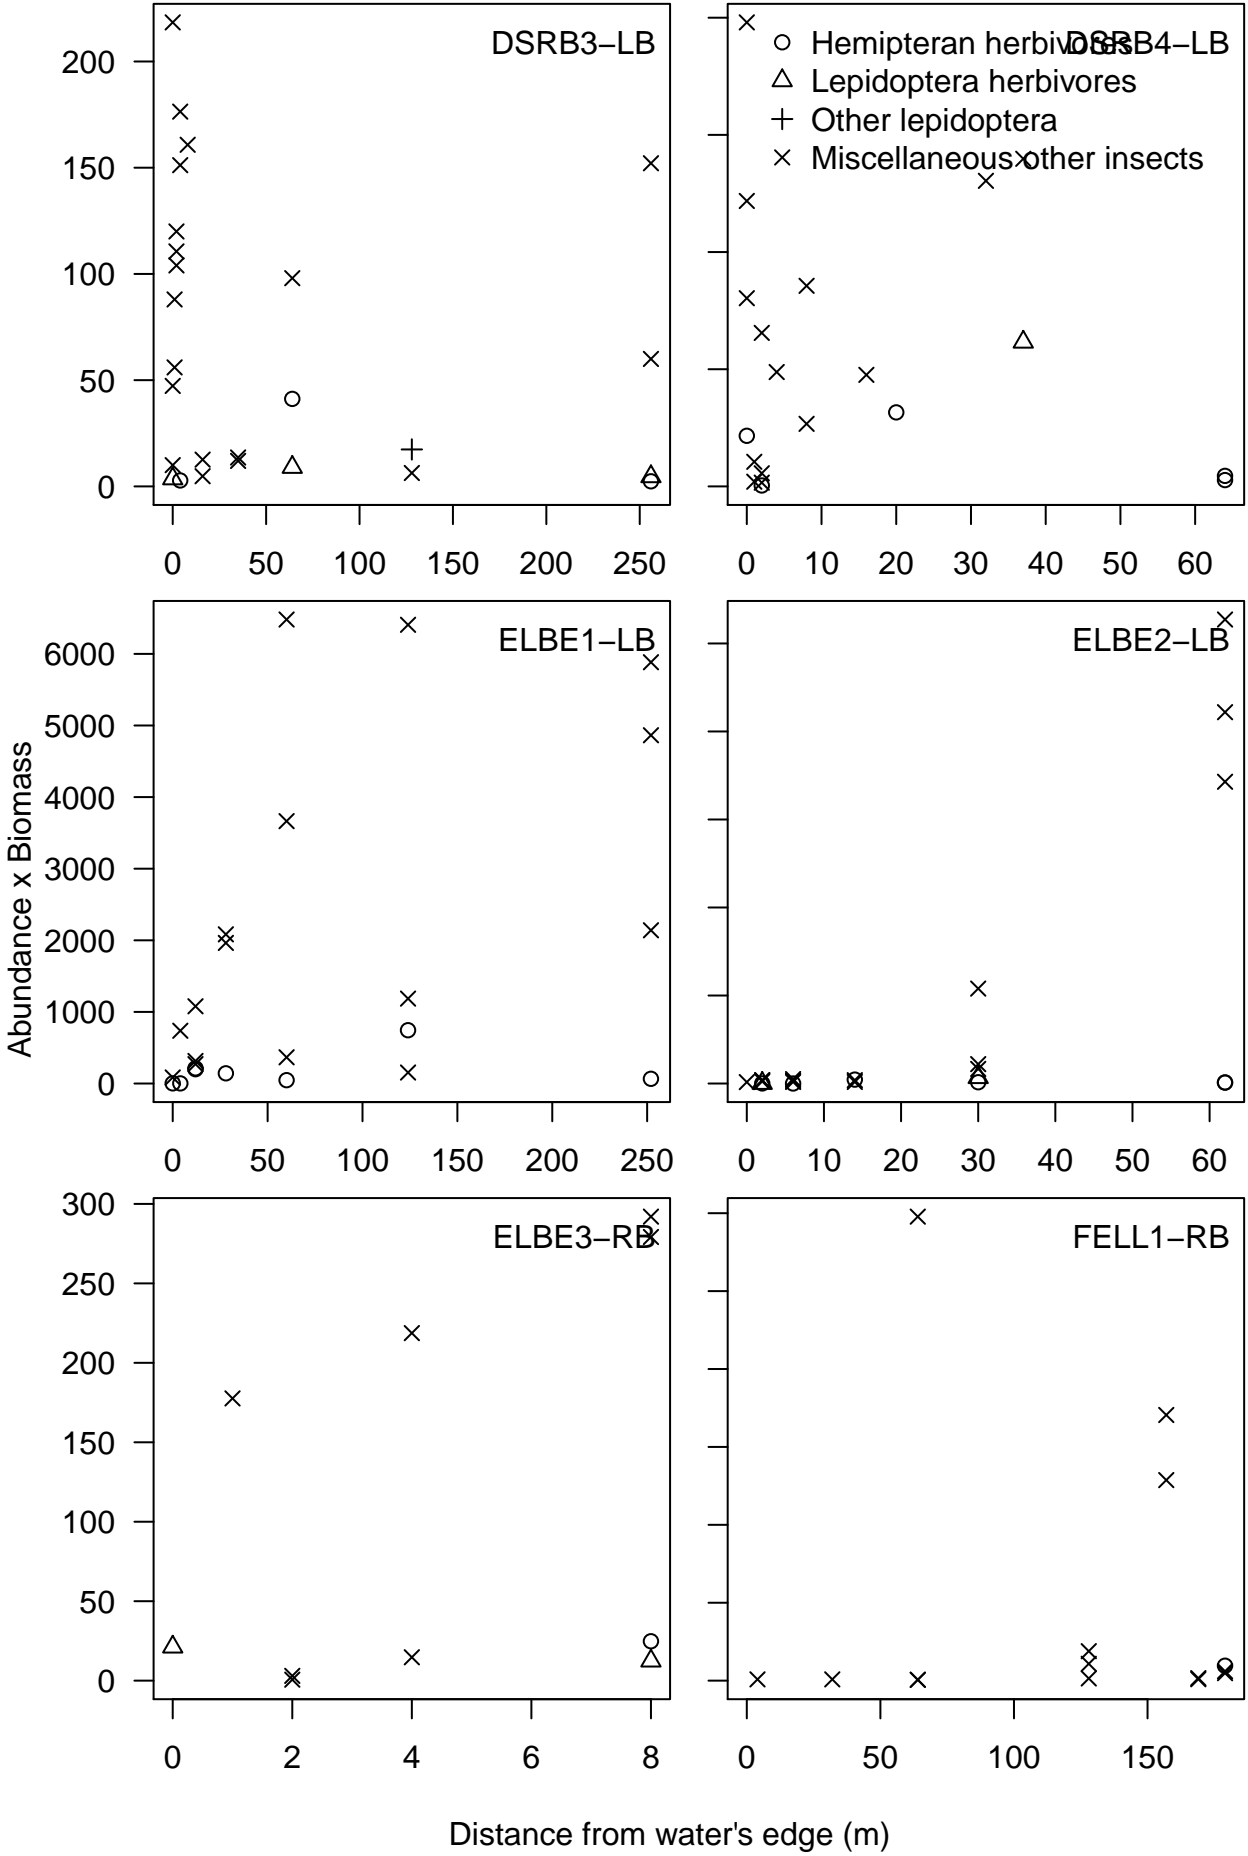 DSRB3−LB
200
150
100
50
0
0 50 100 150 200 250
DSRB4−LB
Hemipteran herbivores
Lepidoptera herbivores
Other lepidoptera
Miscellaneous other insects
0 10 20 30 40 50 60
Abundance x Biomass
ELBE1−LB
6000
5000
4000
3000
2000
1000
0
0 50 100 150 200 250
ELBE2−LB
0 10 20 30 40 50 60
ELBE3−RB
300
250
200
150
100
50
0
0 2 4 6 8
FELL1−RB
0 50 100 150
Distance from water's edge (m)